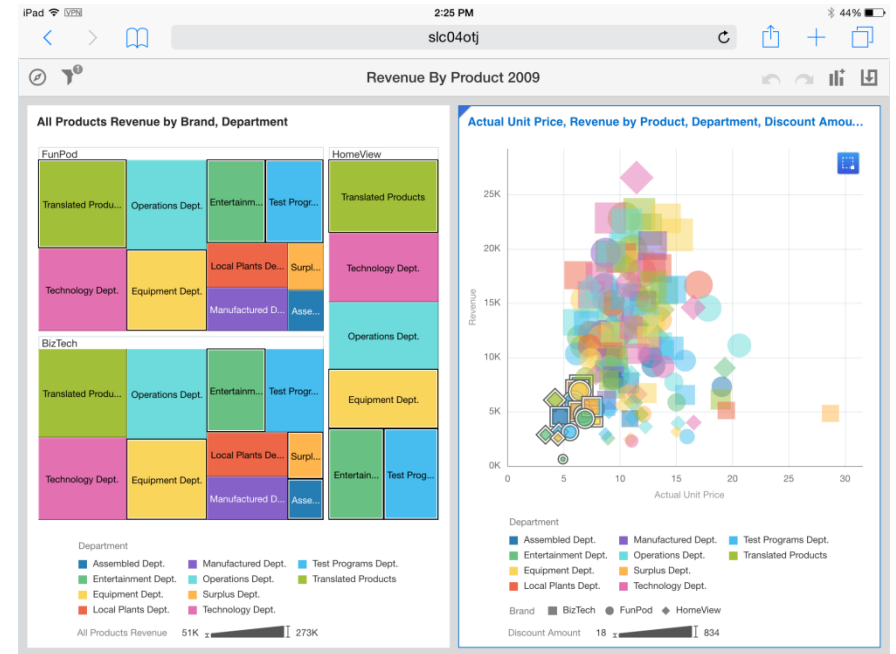 iPad VPN 2:25 PM 44%
slc04otj
1
Revenue By Product 2009
All Products Revenue by Brand, Department
FunPod
HomeView
Translated Produ...
Operations Dept.
Entertainm...
Test Progr...
Translated Products
Technology Dept.
Equipment Dept.
Local Plants De...
Surpl...
Manufactured D...
Asse...
Technology Dept.
Operations Dept.
BizTech
Translated Produ...
Operations Dept.
Entertainm...
Test Progr...
Equipment Dept.
Technology Dept.
Equipment Dept.
Local Plants De...
Surpl...
Manufactured D...
Asse...
Entertain...
Test Prog...
Department
Assembled Dept. Manufactured Dept. Test Programs Dept.
Entertainment Dept. Operations Dept. Translated Products
Equipment Dept. Surplus Dept.
Local Plants Dept. Technology Dept.
All Products Revenue 51K 273K
Actual Unit Price, Revenue by Product, Department, Discount Amou...
25K
20K
15K
10K
5K
0K
Revenue
0 5 10 15 20 25 30
Actual Unit Price
Department
Assembled Dept. Manufactured Dept. Test Programs Dept.
Entertainment Dept. Operations Dept. Translated Products
Equipment Dept. Surplus Dept.
Local Plants Dept. Technology Dept.
Brand BizTech FunPod HomeView
Discount Amount 18 834